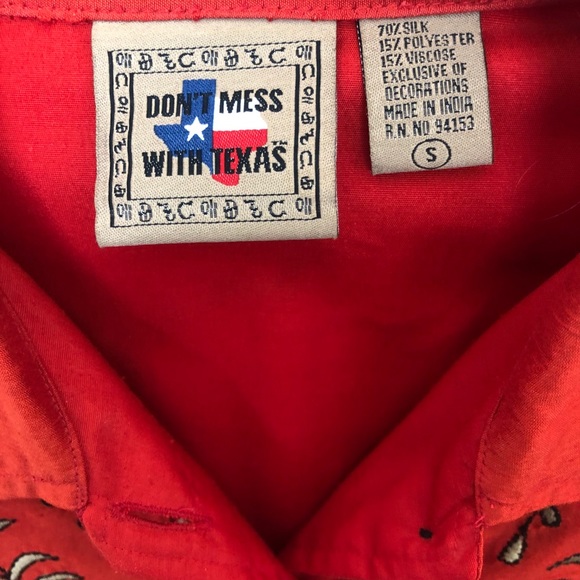 DON'T MESS
WITH TEXAS
70% SILK
15% POLYESTER
15% VISCOSE
EXCLUSIVE OF
DECORATIONS
MADE IN INDIA
R.N. NO 94153
S